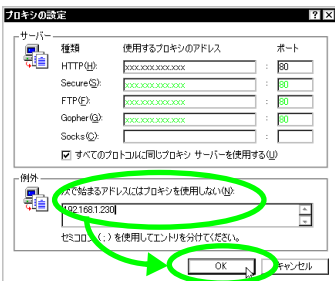 プロキシの設定
サーバー
種類 使用するプロキシのアドレス ポート
HTTP(H): xxx.xxx.xxx.xxx : 80
Secure(S): xxx.xxx.xxx.xxx : 80
FTP(F): xxx.xxx.xxx.xxx : 80
Gopher(G): xxx.xxx.xxx.xxx : 80
Socks(C): :
すべてのプロトコルに同じプロキシ サーバーを使用する(U)
例外
次で始まるアドレスにはプロキシを使用しない(N):
192.168.1.230
セミコロン (;) を使用してエントリを分けてください。
OK キャンセル